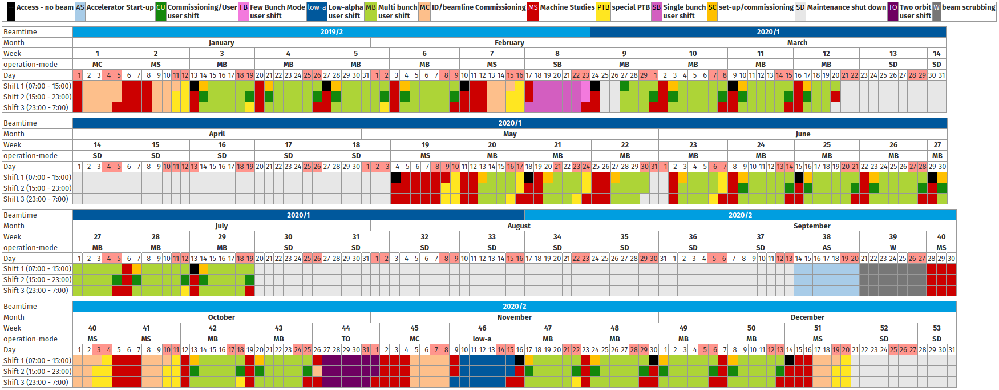 -- Access - no beam AS Accelerator Start-up CU Commissioning/User FB Few Bunch Mode low-a Low-alpha MB Multi bunch MC ID/beamline Commissioning MS Machine Studies PTB special PTB SB Single bunch SC set-up/commissioning SD Maintenance shut down TO Two orbit W beam scrubbing
user shift user shift user shift user shift user shift user shift
Beamtime 2019/2 2020/1
Month January February March
Week 1 2 3 4 5 6 7 8 9 10 11 12 13 14
operation-mode MC MS MB MB MB MB MS SB MB MB MB MB SD SD
Day 1 2 3 4 5 6 7 8 9 10 11 12 13 14 15 16 17 18 19 20 21 22 23 24 25 26 27 28 29 30 31 1 2 3 4 5 6 7 8 9 10 11 12 13 14 15 16 17 18 19 20 21 22 23 24 25 26 27 28 29 1 2 3 4 5 6 7 8 9 10 11 12 13 14 15 16 17 18 19 20 21 22 23 24 25 26 27 28 29 30 31
Shift 1 (07:00 - 15:00)
Shift 2 (15:00 - 23:00)
Shift 3 (23:00 - 7:00)
Beamtime 2020/1
Month April May June
Week 14 15 16 17 18 19 20 21 22 23 24 25 26 27
operation-mode SD SD SD SD SD MS MB MB MB MB MB MB MB MB
Day 1 2 3 4 5 6 7 8 9 10 11 12 13 14 15 16 17 18 19 20 21 22 23 24 25 26 27 28 29 30 1 2 3 4 5 6 7 8 9 10 11 12 13 14 15 16 17 18 19 20 21 22 23 24 25 26 27 28 29 30 31 1 2 3 4 5 6 7 8 9 10 11 12 13 14 15 16 17 18 19 20 21 22 23 24 25 26 27 28 29 30
Shift 1 (07:00 - 15:00)
Shift 2 (15:00 - 23:00)
Shift 3 (23:00 - 7:00)
Beamtime 2020/1 2020/2
Month July August September
Week 27 28 29 30 31 32 33 34 35 36 37 38 39 40
operation-mode MB MB MB SD SD SD SD SD SD SD SD AS W MS
Day 1 2 3 4 5 6 7 8 9 10 11 12 13 14 15 16 17 18 19 20 21 22 23 24 25 26 27 28 29 30 31 1 2 3 4 5 6 7 8 9 10 11 12 13 14 15 16 17 18 19 20 21 22 23 24 25 26 27 28 29 30 31 1 2 3 4 5 6 7 8 9 10 11 12 13 14 15 16 17 18 19 20 21 22 23 24 25 26 27 28 29 30
Shift 1 (07:00 - 15:00)
Shift 2 (15:00 - 23:00)
Shift 3 (23:00 - 7:00)
Beamtime 2020/2
Month October November December
Week 40 41 42 43 44 45 46 47 48 49 50 51 52 53
operation-mode MS MS MB MB TO MC low-a MB MB MB MB MS SD SD
Day 1 2 3 4 5 6 7 8 9 10 11 12 13 14 15 16 17 18 19 20 21 22 23 24 25 26 27 28 29 30 31 1 2 3 4 5 6 7 8 9 10 11 12 13 14 15 16 17 18 19 20 21 22 23 24 25 26 27 28 29 30 1 2 3 4 5 6 7 8 9 10 11 12 13 14 15 16 17 18 19 20 21 22 23 24 25 26 27 28 29 30 31
Shift 1 (07:00 - 15:00)
Shift 2 (15:00 - 23:00)
Shift 3 (23:00 - 7:00)